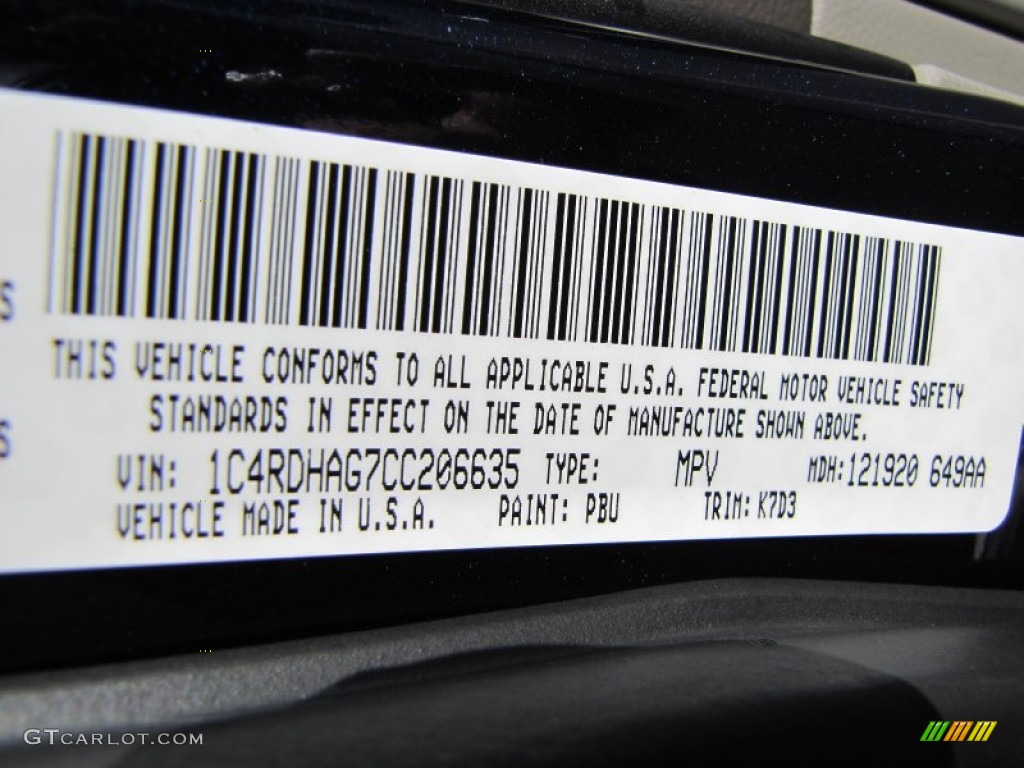 S
S
THIS VEHICLE CONFORMS TO ALL APPLICABLE U.S.A. FEDERAL MOTOR VEHICLE SAFETY
STANDARDS IN EFFECT ON THE DATE OF MANUFACTURE SHOWN ABOVE.
VIN: 1C4RDHAG7CC206635 TYPE: MPV MDH:121920 649AA
VEHICLE MADE IN U.S.A. PAINT: PBU TRIM: K7D3
GTCARLOT.COM